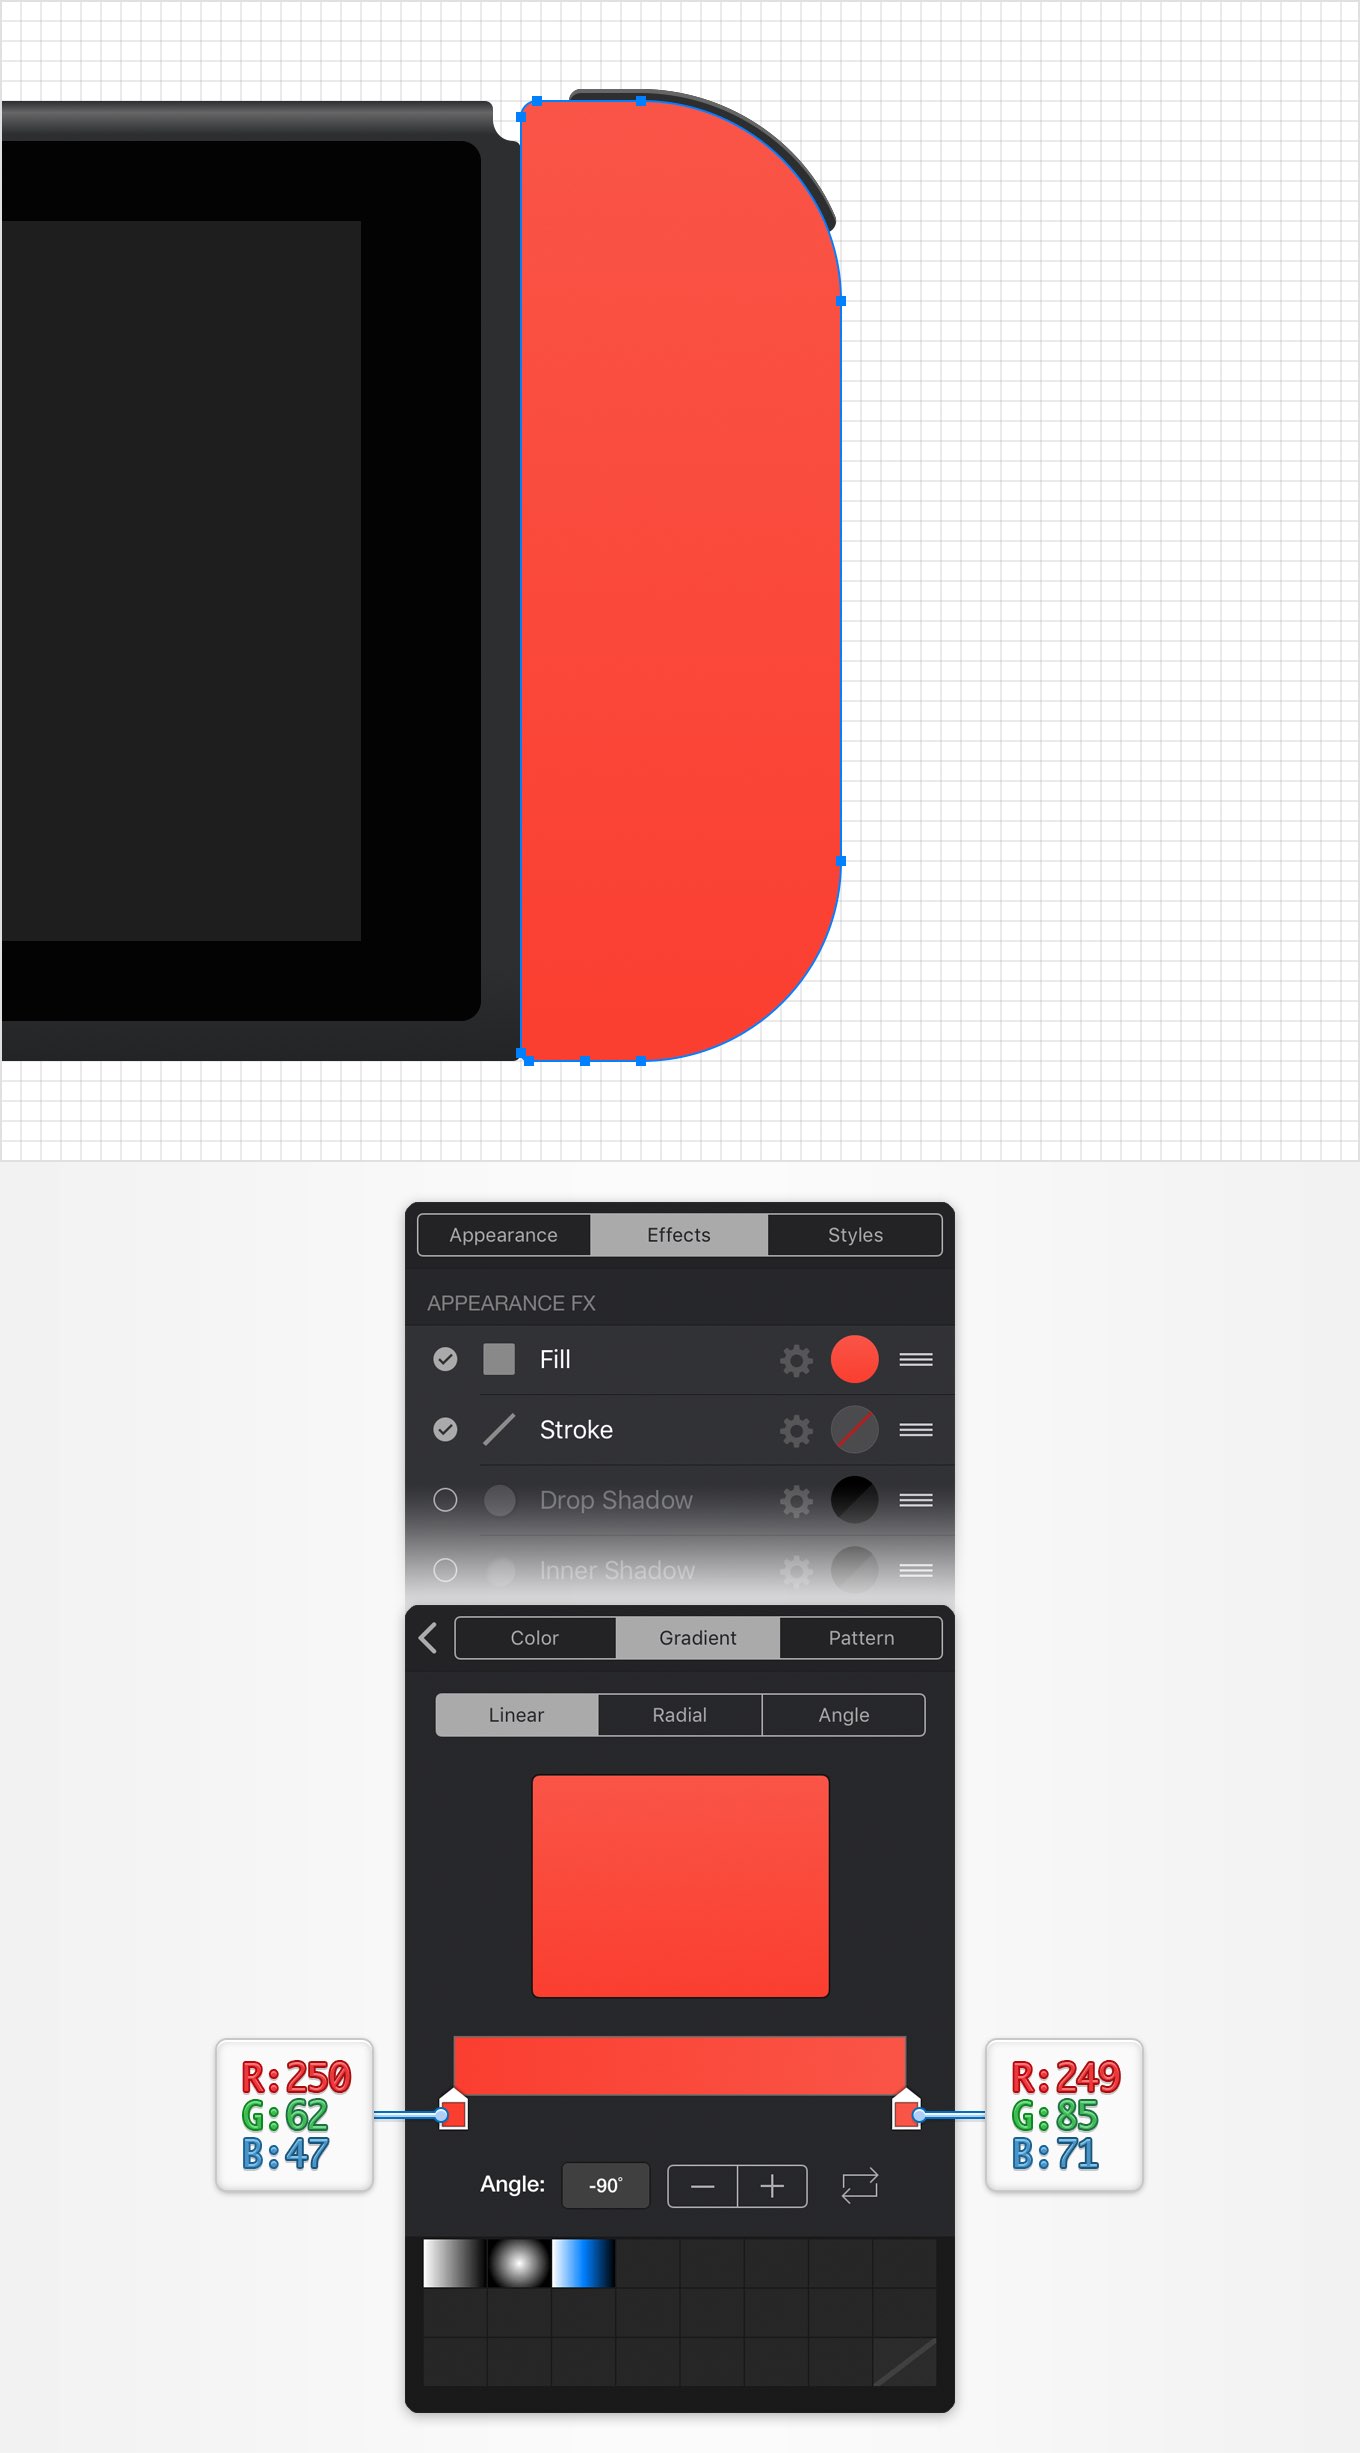 Appearance Effects Styles
APPEARANCE FX
Fill
Stroke
Drop Shadow
Inner Shadow
Color Gradient Pattern
Linear Radial Angle
R:250
G:62
B:47
R:249
G:85
B:71
Angle: -90°